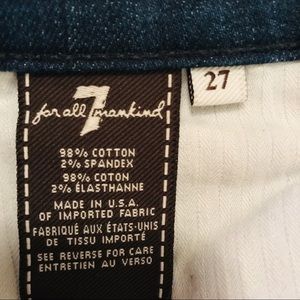 7
for all mankind
27
98% COTTON
2% SPANDEX
98% COTON
2% ÉLASTHANNE
MADE IN U.S.A.
OF IMPORTED FABRIC
FABRIQUÉ AUX ÉTATS-UNIS
DE TISSU IMPORTÉ
SEE REVERSE FOR CARE
ENTRETIEN AU VERSO